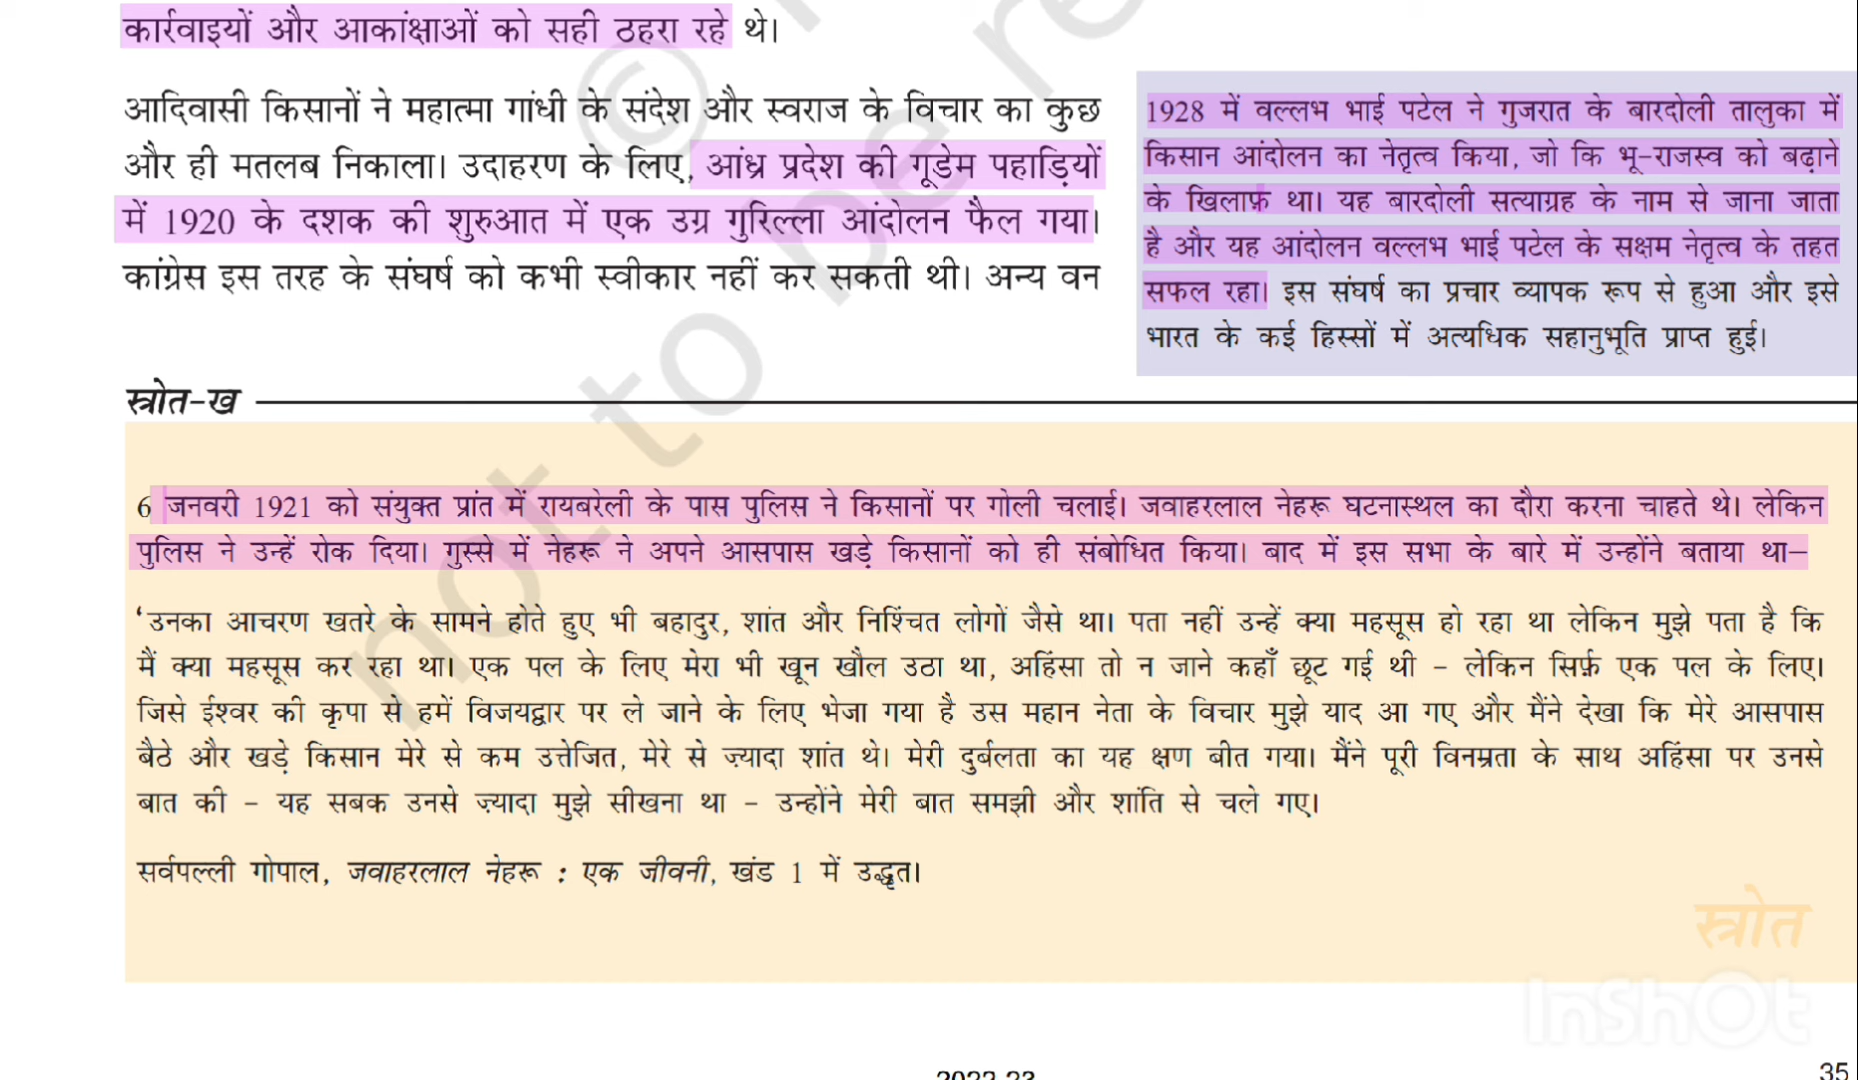 कार्रवाइयों और आकांक्षाओं को सही ठहरा रहे थे।
आदिवासी किसानों ने महात्मा गांधी के संदेश और स्वराज के विचार का कुछ
और ही मतलब निकाला। उदाहरण के लिए, आंध्र प्रदेश की गूडेम पहाड़ियों
में 1920 के दशक की शुरुआत में एक उग्र गुरिल्ला आंदोलन फैल गया।
कांग्रेस इस तरह के संघर्ष को कभी स्वीकार नहीं कर सकती थी। अन्य वन
1928 में वल्लभ भाई पटेल ने गुजरात के बारदोली तालुका में
किसान आंदोलन का नेतृत्व किया, जो कि भू-राजस्व को बढ़ाने
के खिलाफ़ था। यह बारदोली सत्याग्रह के नाम से जाना जाता
है और यह आंदोलन वल्लभ भाई पटेल के सक्षम नेतृत्व के तहत
सफल रहा। इस संघर्ष का प्रचार व्यापक रूप से हुआ और इसे
भारत के कई हिस्सों में अत्यधिक सहानुभूति प्राप्त हुई।
स्त्रोत-ख
6 जनवरी 1921 को संयुक्त प्रांत में रायबरेली के पास पुलिस ने किसानों पर गोली चलाई। जवाहरलाल नेहरू घटनास्थल का दौरा करना चाहते थे। लेकिन
पुलिस ने उन्हें रोक दिया। गुस्से में नेहरू ने अपने आसपास खड़े किसानों को ही संबोधित किया। बाद में इस सभा के बारे में उन्होंने बताया था–
‘उनका आचरण खतरे के सामने होते हुए भी बहादुर, शांत और निश्चिंत लोगों जैसे था। पता नहीं उन्हें क्या महसूस हो रहा था लेकिन मुझे पता है कि
मैं क्या महसूस कर रहा था। एक पल के लिए मेरा भी खून खौल उठा था, अहिंसा तो न जाने कहाँ छूट गई थी – लेकिन सिर्फ़ एक पल के लिए।
जिसे ईश्वर की कृपा से हमें विजयद्वार पर ले जाने के लिए भेजा गया है उस महान नेता के विचार मुझे याद आ गए और मैंने देखा कि मेरे आसपास
बैठे और खड़े किसान मेरे से कम उत्तेजित, मेरे से ज़्यादा शांत थे। मेरी दुर्बलता का यह क्षण बीत गया। मैंने पूरी विनम्रता के साथ अहिंसा पर उनसे
बात की – यह सबक उनसे ज़्यादा मुझे सीखना था – उन्होंने मेरी बात समझी और शांति से चले गए।
सर्वपल्ली गोपाल, जवाहरलाल नेहरू : एक जीवनी, खंड 1 में उद्धृत।
स्त्रोत
InShOt
2022-23
35
not to be re
©